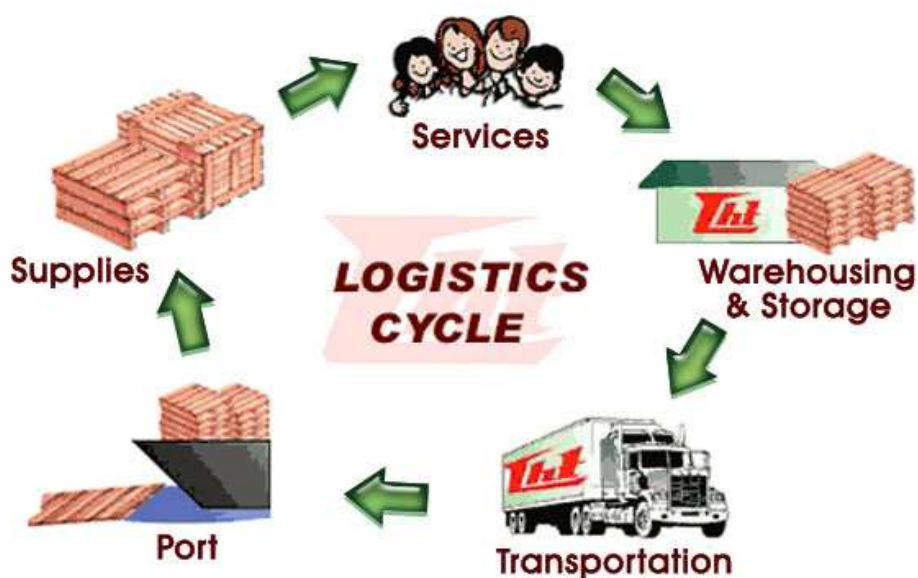 Services
Supplies
Warehousing
& Storage
LOGISTICS
CYCLE
Port
Transportation